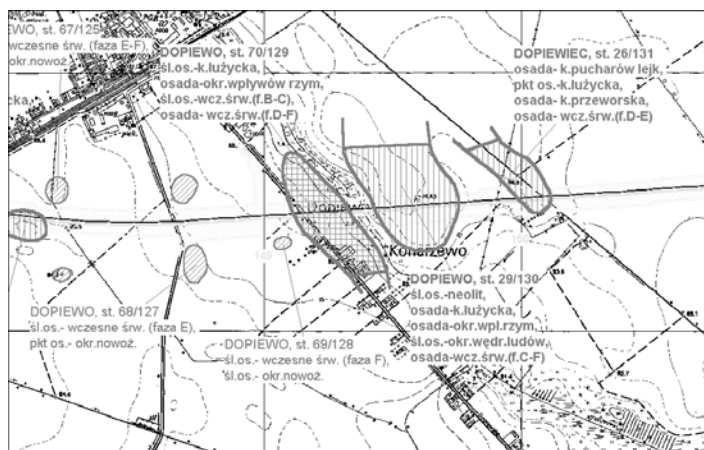 EWO, st. 67/125
wczesne śrw. (faza E-F),
okr.nowoż.
DOPIEWO, st. 70/129
śl.os.-k.łużycka,
osada-okr.wpływów rzym,
śl.os.-wcz.śrw.(f.B-C)
osada-wcz.śrw.(f.D-F)
DOPIEWIEC, st. 26/131
osada- k.pucharów lejk,
pkt os.-k.łużycka,
osada- k.przeworska,
osada- wcz.śrw.(f.D-E)
149
Konarzewo
DOPIEWO, st. 68/127
śl.os.- wczesne śrw. (faza E),
pkt os.- okr.nowoż.
DOPIEWO, st. 69/128
śl.os.- wczesne śrw. (faza F),
śl.os.- okr.nowoż.
DOPIEWO, st. 29/130
śl.os.-neolit,
osada-k.łużycka,
osada-okr.wpł.rzym,
śl.os.-okr.wędr.ludów,
osada-wcz.śrw.(f.C-F)